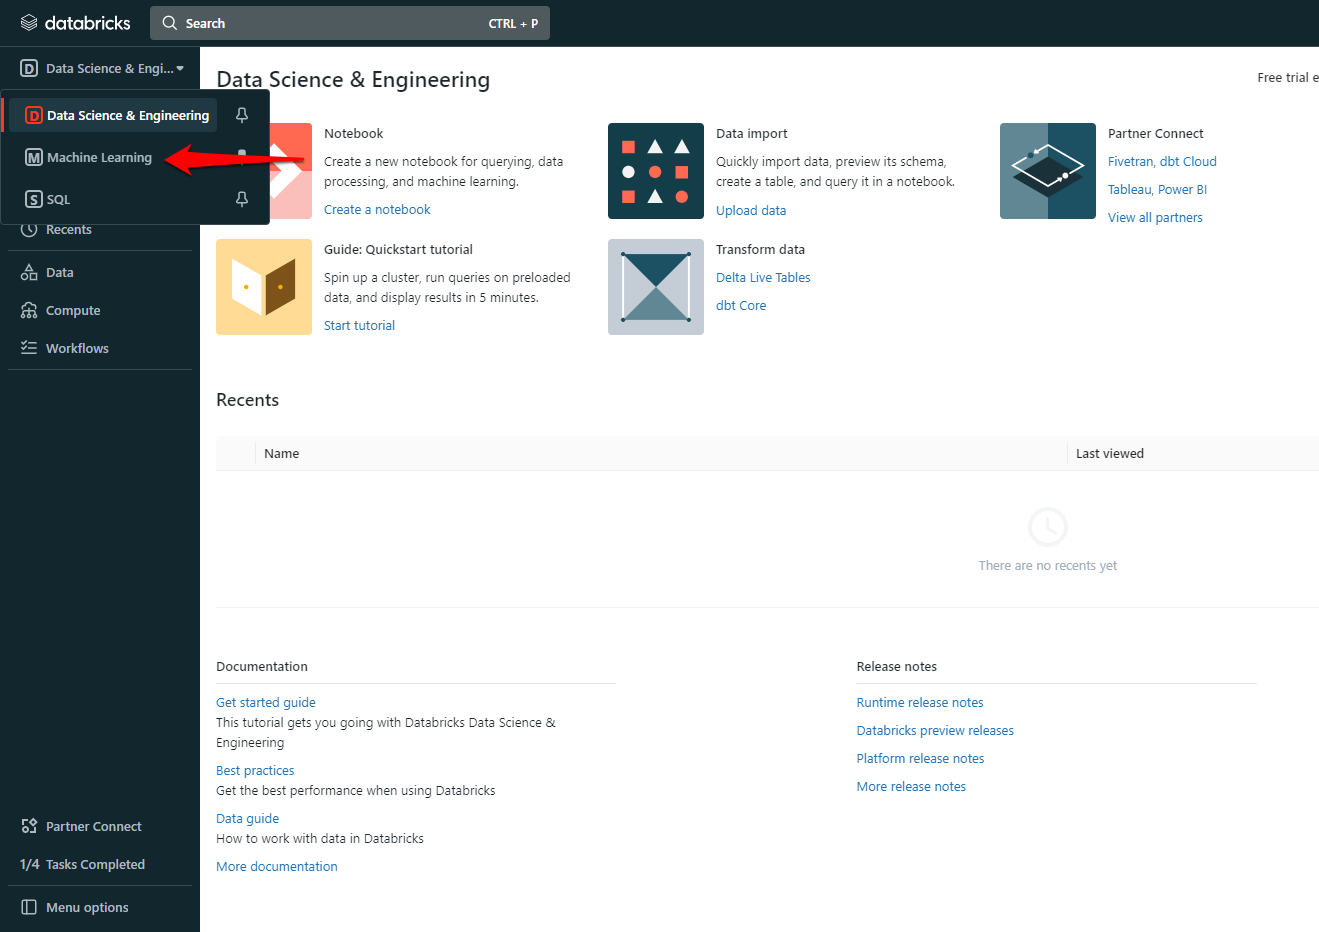 databricks
Search
CTRL + P
Data Science & Engi...
D Data Science & Engineering
M Machine Learning
S SQL
Recents
Data
Compute
Workflows
Partner Connect
1/4 Tasks Completed
Menu options
Data Science & Engineering
Free trial e
Notebook
Create a new notebook for querying, data
processing, and machine learning.
Create a notebook
Data import
Quickly import data, preview its schema,
create a table, and query it in a notebook.
Upload data
Partner Connect
Fivetran, dbt Cloud
Tableau, Power BI
View all partners
Guide: Quickstart tutorial
Spin up a cluster, run queries on preloaded
data, and display results in 5 minutes.
Start tutorial
Transform data
Delta Live Tables
dbt Core
Recents
Name
Last viewed
There are no recents yet
Documentation
Get started guide
This tutorial gets you going with Databricks Data Science &
Engineering
Best practices
Get the best performance when using Databricks
Data guide
How to work with data in Databricks
More documentation
Release notes
Runtime release notes
Databricks preview releases
Platform release notes
More release notes